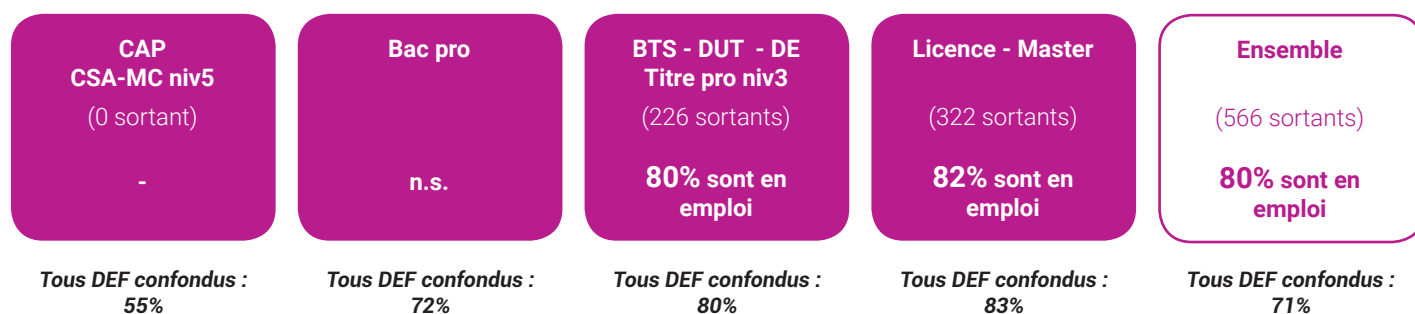 CAP
CSA-MC niv5
(0 sortant)
-
Tous DEF confondus :
55%
Bac pro
n.s.
Tous DEF confondus :
72%
BTS - DUT - DE
Titre pro niv3
(226 sortants)
80% sont en
emploi
Tous DEF confondus :
80%
Licence - Master
(322 sortants)
82% sont en
emploi
Tous DEF confondus :
83%
Ensemble
(566 sortants)
80% sont en
emploi
Tous DEF confondus :
71%